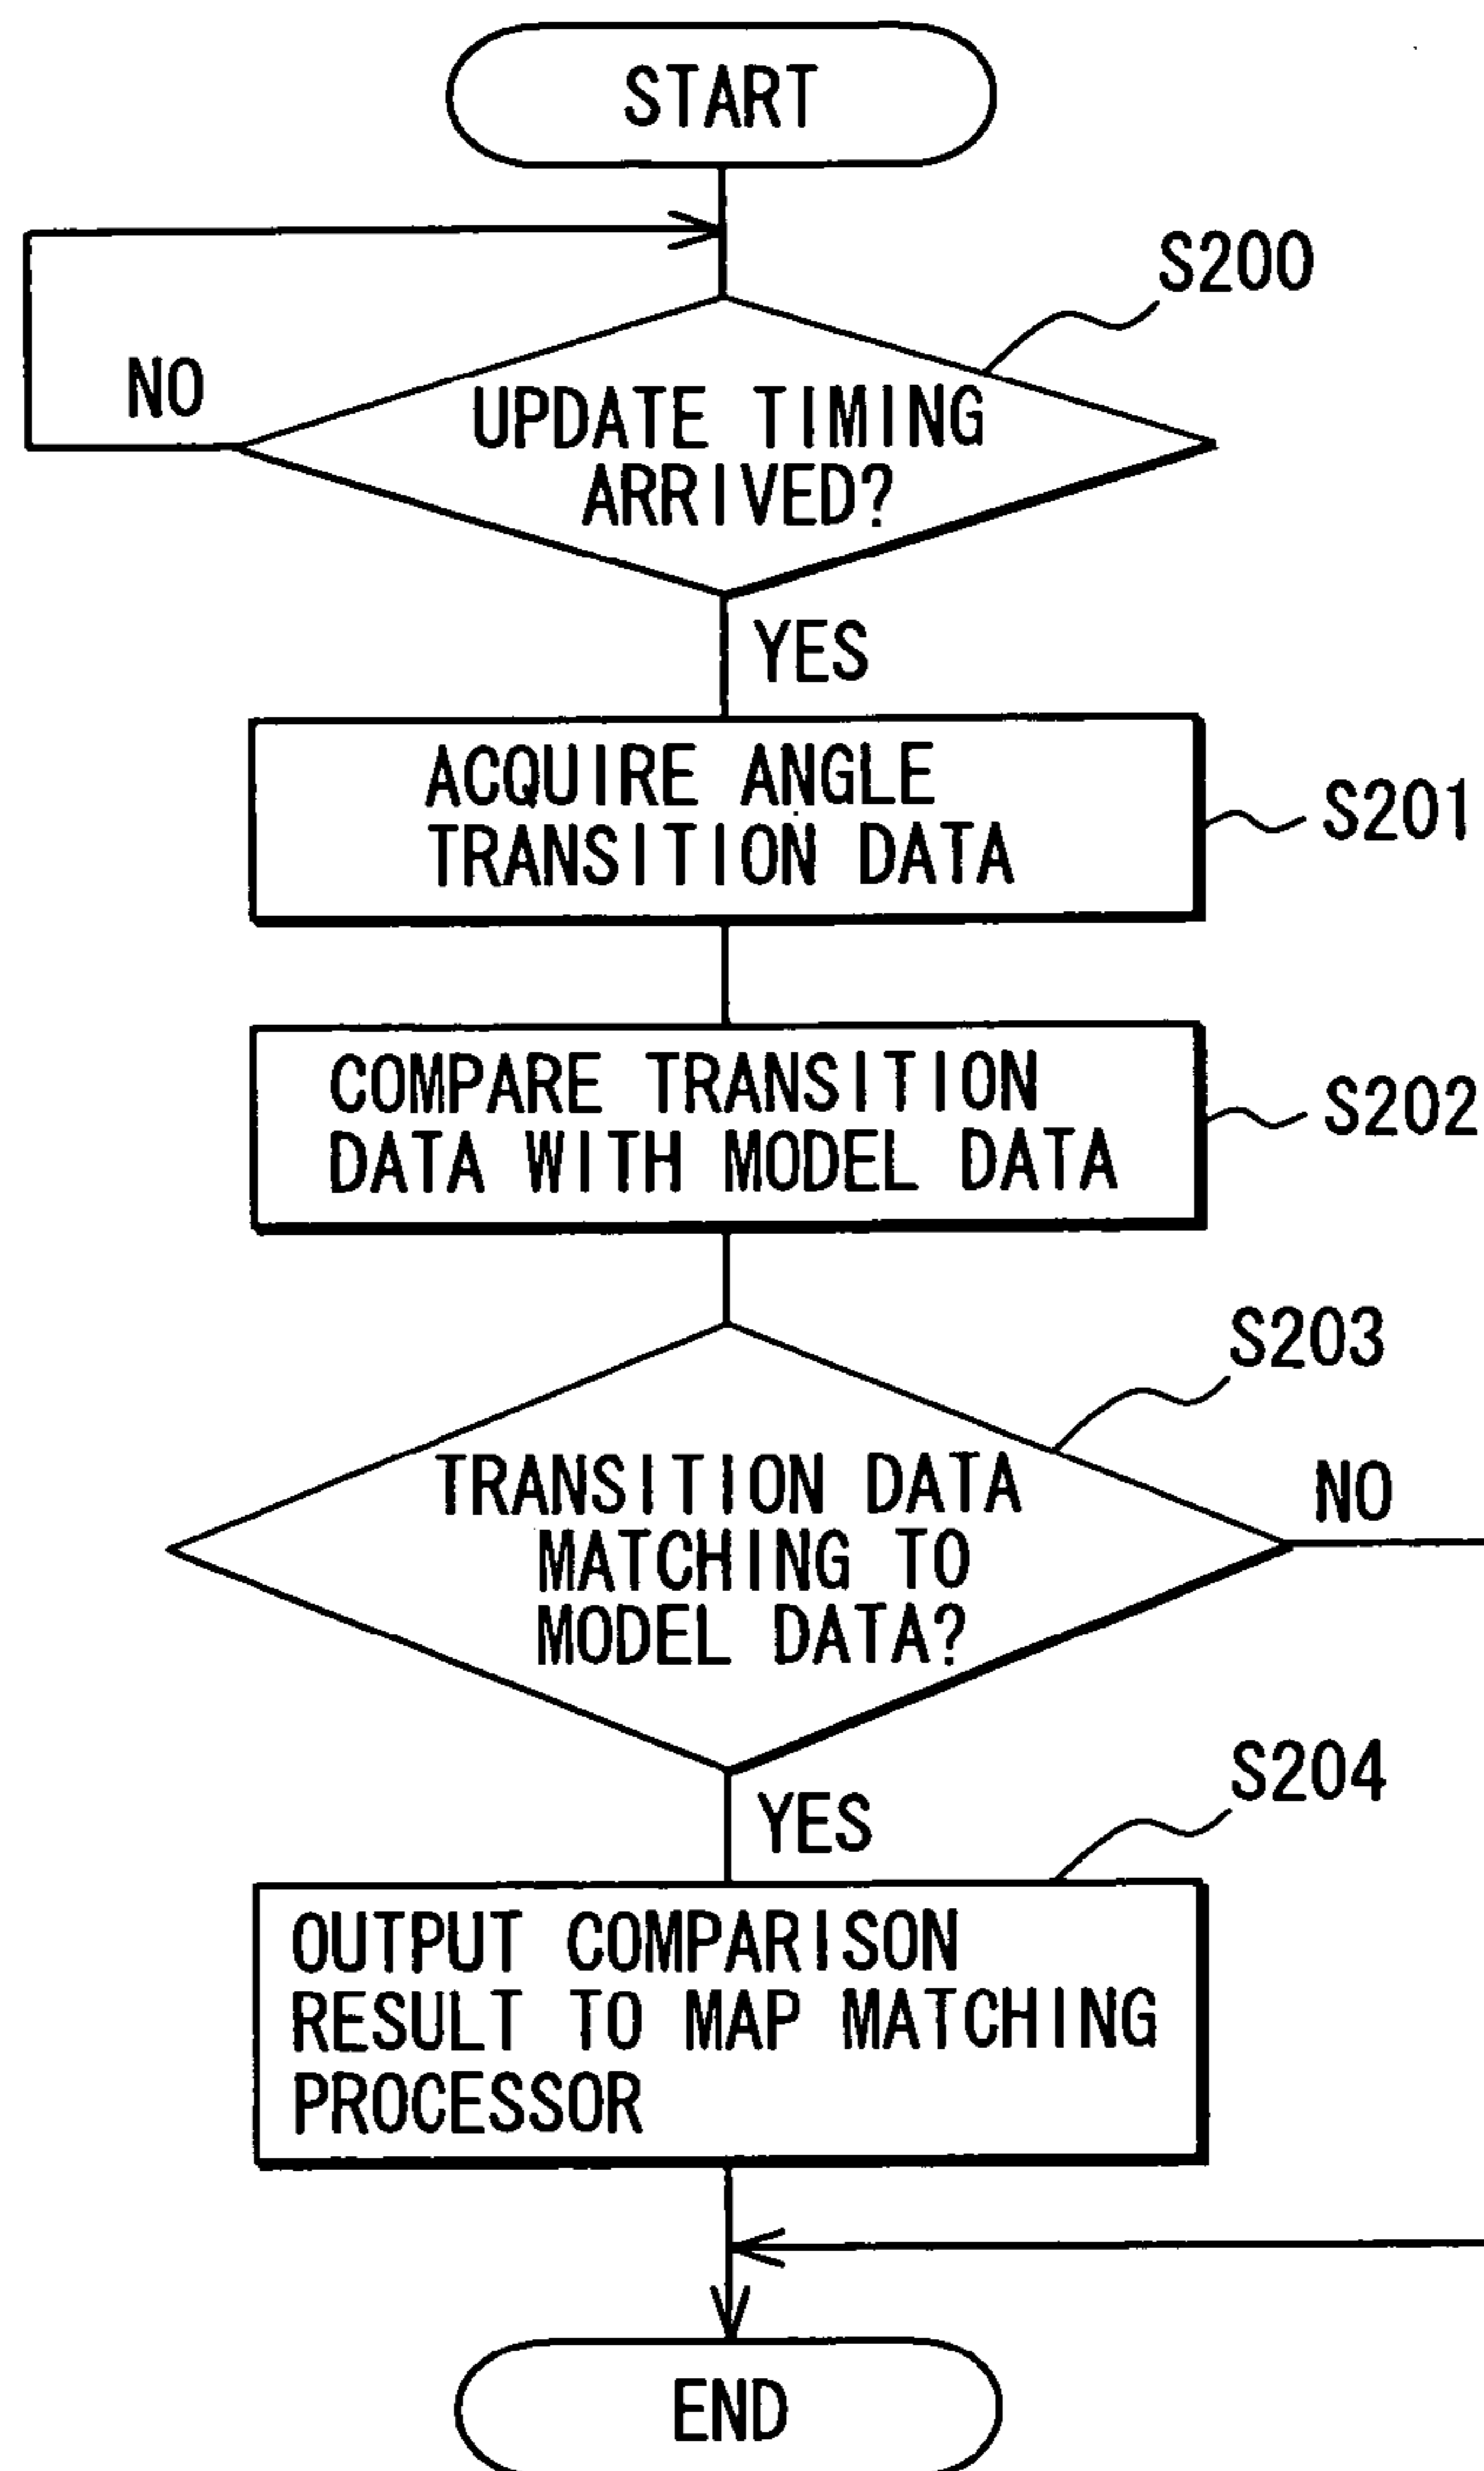 START
S200
NO
UPDATE TIMING
ARRIVED?
YES
ACQUIRE ANGLE
TRANSITION DATA
S201
COMPARE TRANSITION
DATA WITH MODEL DATA
S202
S203
TRANSITION DATA
MATCHING TO
MODEL DATA?
NO
YES
S204
OUTPUT COMPARISON
RESULT TO MAP MATCHING
PROCESSOR
END